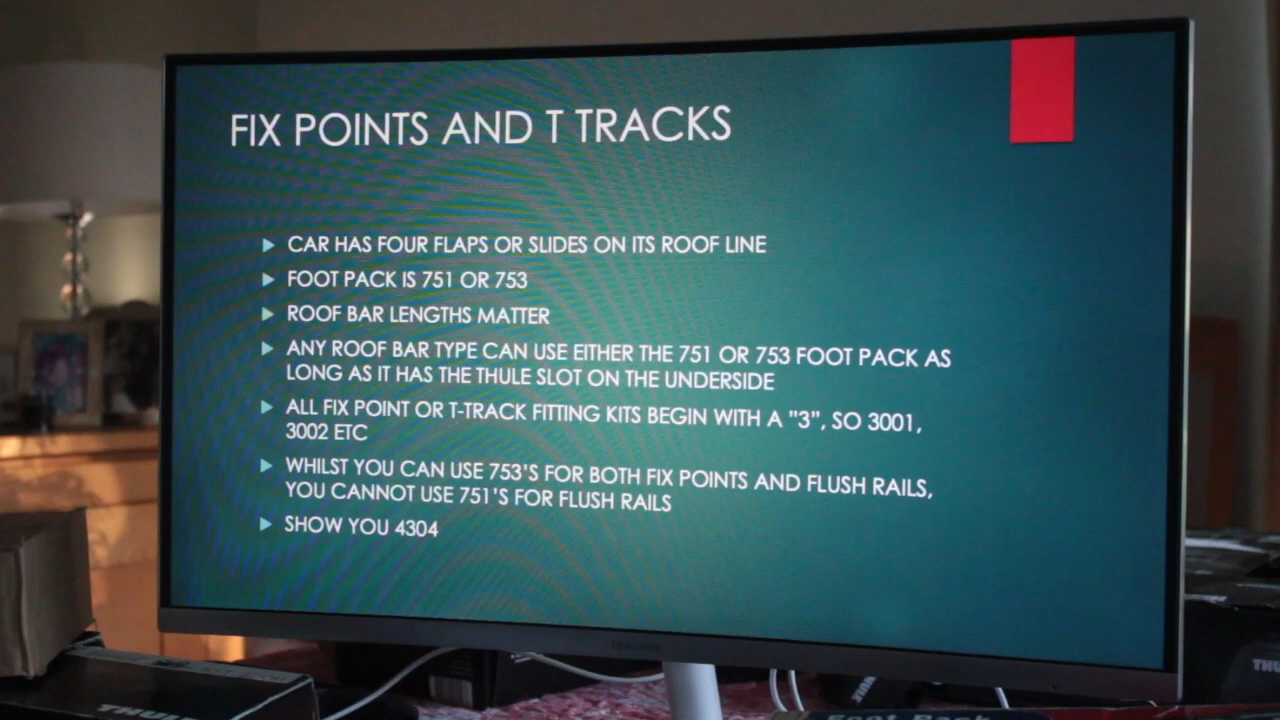 FIX POINTS AND T TRACKS
CAR HAS FOUR FLAPS OR SLIDES ON ITS ROOF LINE
FOOT PACK IS 751 OR 753
ROOF BAR LENGTHS MATTER
ANY ROOF BAR TYPE CAN USE EITHER THE 751 OR 753 FOOT PACK AS
LONG AS IT HAS THE THULE SLOT ON THE UNDERSIDE
ALL FIX POINT OR T-TRACK FITTING KITS BEGIN WITH A "3", SO 3001,
3002 ETC
WHILST YOU CAN USE 753'S FOR BOTH FIX POINTS AND FLUSH RAILS,
YOU CANNOT USE 751'S FOR FLUSH RAILS
SHOW YOU 4304
SAMSUNG